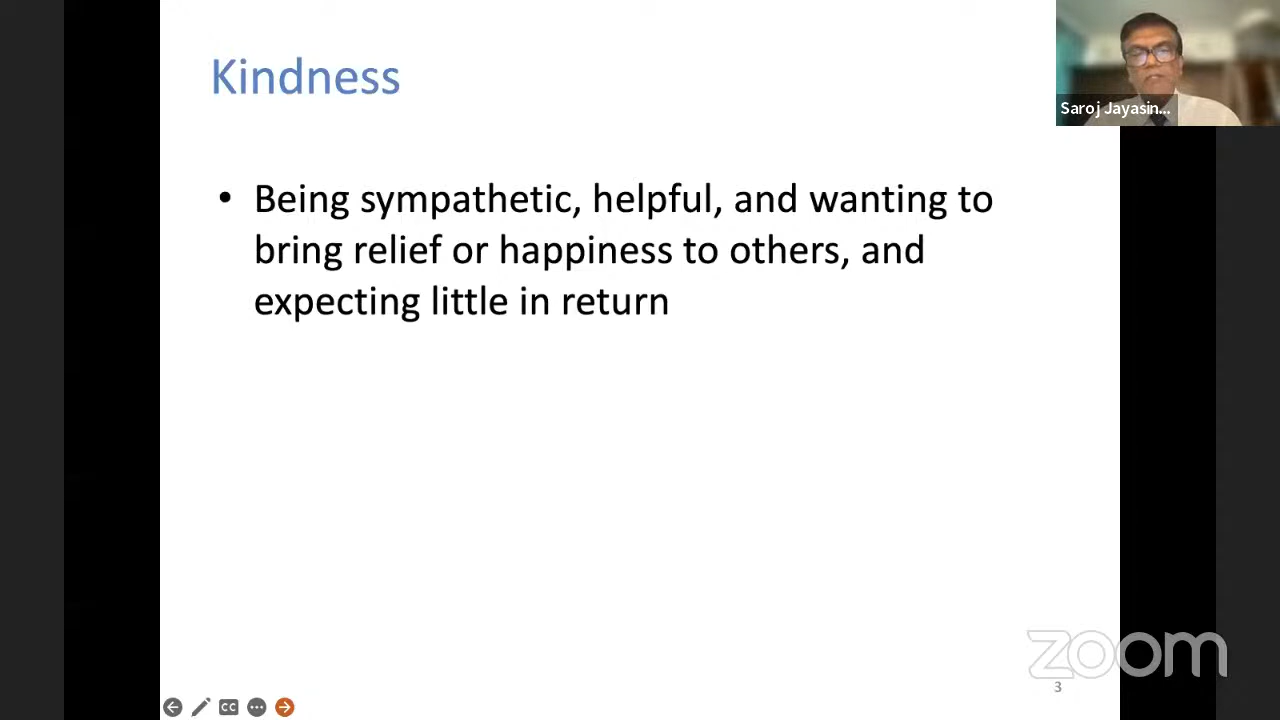 Kindness
Saroj Jayasin...
• Being sympathetic, helpful, and wanting to
bring relief or happiness to others, and
expecting little in return
zoom
3
CC